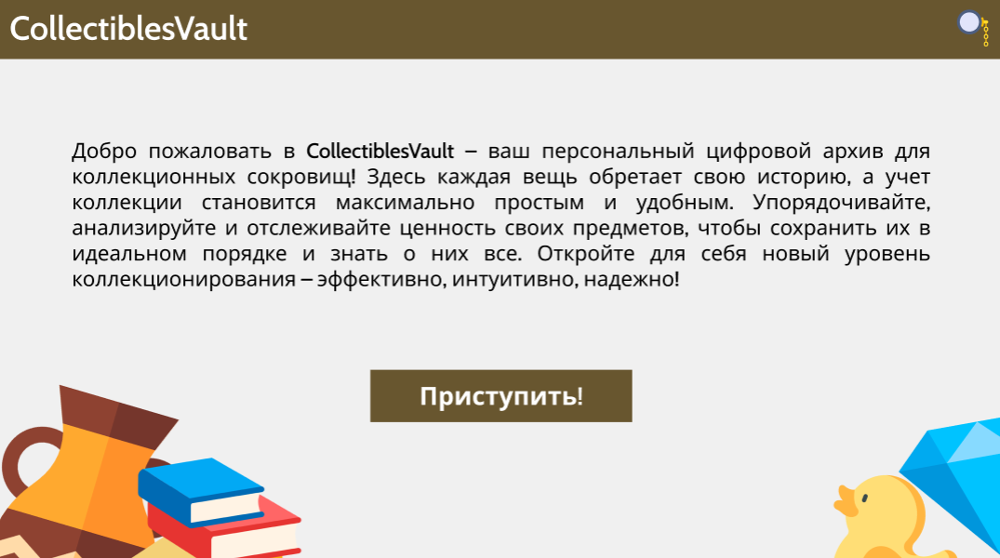 CollectiblesVault
Добро пожаловать в CollectiblesVault – ваш персональный цифровой архив для
коллекционных сокровищ! Здесь каждая вещь обретает свою историю, а учет
коллекции становится максимально простым и удобным. Упорядочивайте,
анализируйте и отслеживайте ценность своих предметов, чтобы сохранить их в
идеальном порядке и знать о них все. Откройте для себя новый уровень
коллекционирования – эффективно, интуитивно, надежно!
Приступить!